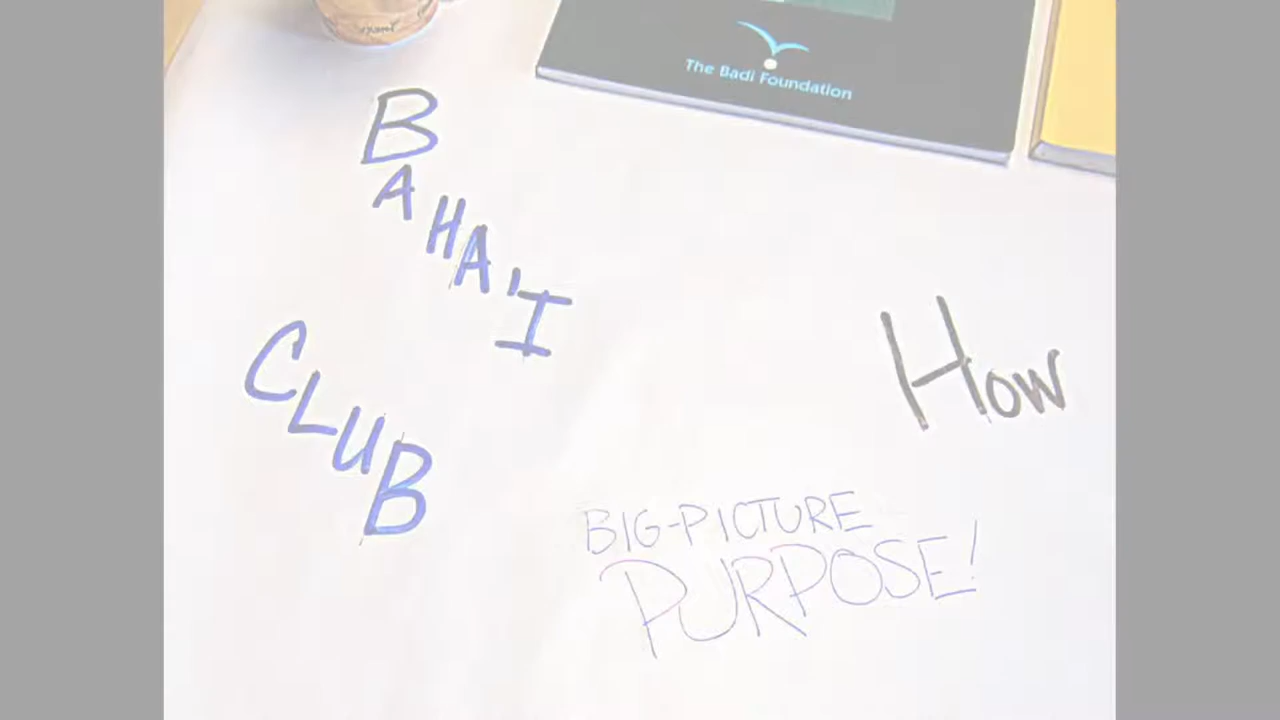 The Badi Foundation
BAHA'I
CLUB
How
BIG-PICTURE
PURPOSE!